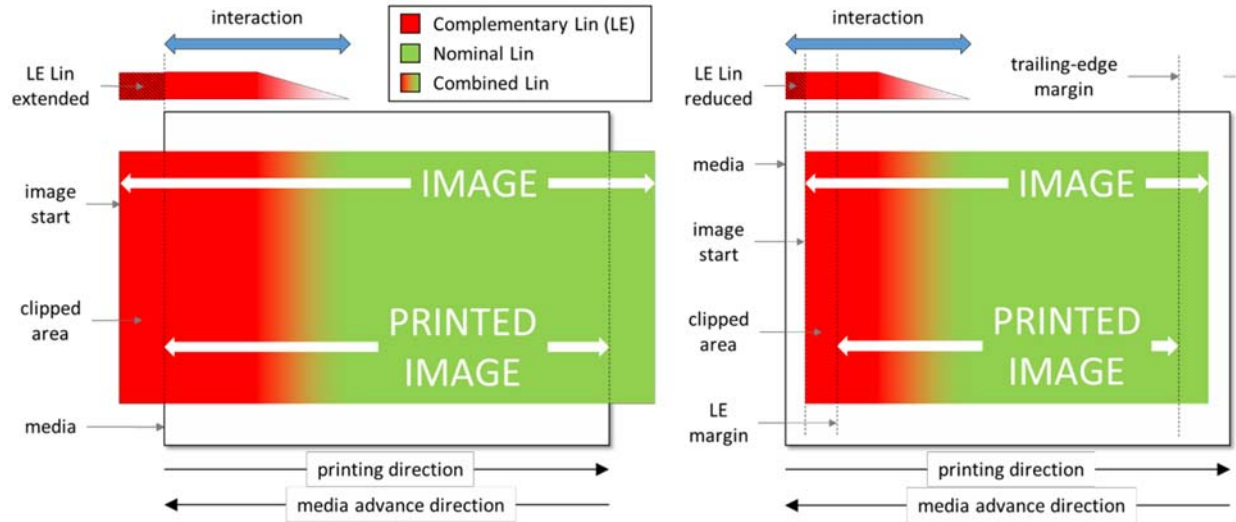 interaction
LE Lin
extended
Complementary Lin (LE)
Nominal Lin
Combined Lin
image
start
clipped
area
media
IMAGE
PRINTED
IMAGE
printing direction
media advance direction
interaction
LE Lin
reduced
trailing-edge
margin
media
image
start
clipped
area
LE
margin
IMAGE
PRINTED
IMAGE
printing direction
media advance direction